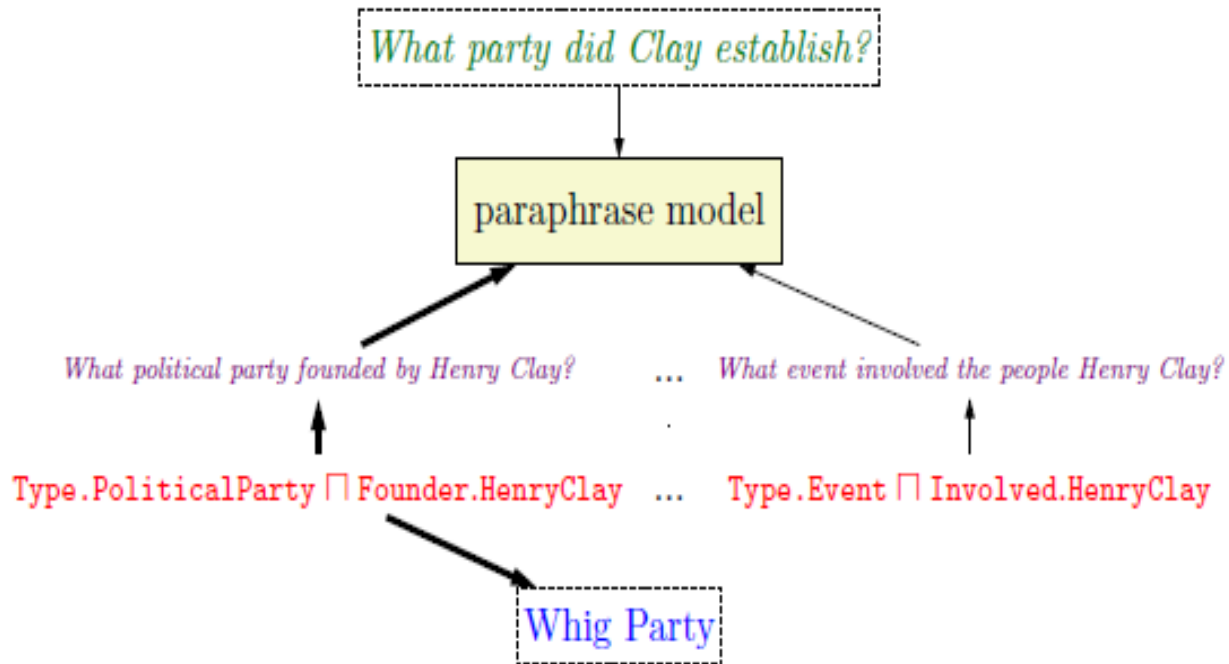 What party did Clay establish?
paraphrase model
What political party founded by Henry Clay? ... What event involved the people Henry Clay?
Type.PoliticalParty ⊓ Founder.HenryClay ... Type.Event ⊓ Involved.HenryClay
Whig Party